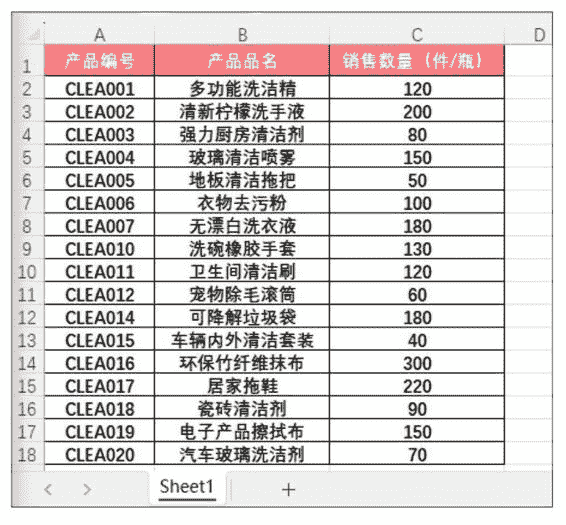 A B C D
1 产品编号 产品品名 销售数量（件/瓶）
2 CLEA001 多功能洗洁精 120
3 CLEA002 清新柠檬洗手液 200
4 CLEA003 强力厨房清洁剂 80
5 CLEA004 玻璃清洁喷雾 150
6 CLEA005 地板清洁拖把 50
7 CLEA006 衣物去污粉 100
8 CLEA007 无漂白洗衣液 180
9 CLEA010 洗碗橡胶手套 130
10 CLEA011 卫生间清洁刷 120
11 CLEA012 宠物除毛滚筒 60
12 CLEA014 可降解垃圾袋 180
13 CLEA015 车辆内外清洁套装 40
14 CLEA016 环保竹纤维抹布 300
15 CLEA017 居家拖鞋 220
16 CLEA018 瓷砖清洁剂 90
17 CLEA019 电子产品擦拭布 150
18 CLEA020 汽车玻璃洗洁剂 70
Sheet1